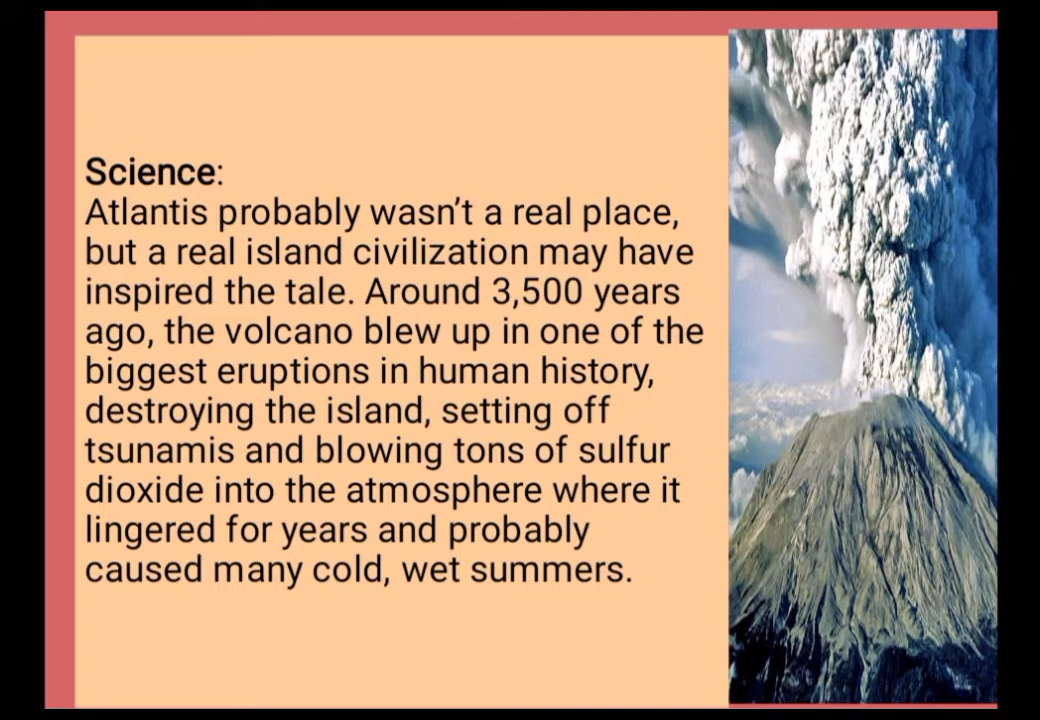 Science:
Atlantis probably wasn't a real place,
but a real island civilization may have
inspired the tale. Around 3,500 years
ago, the volcano blew up in one of the
biggest eruptions in human history,
destroying the island, setting off
tsunamis and blowing tons of sulfur
dioxide into the atmosphere where it
lingered for years and probably
caused many cold, wet summers.